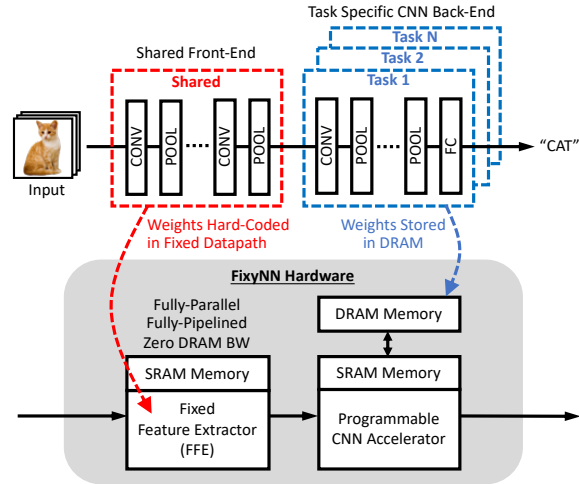 Task Specific CNN Back-End
Shared Front-End
Task N
Task 2
Shared
Task 1
CONV
POOL
CONV
POOL
CONV
POOL
POOL
FC
"CAT"
Input
Weights Hard-Coded
in Fixed Datapath
Weights Stored
in DRAM
FixyNN Hardware
Fully-Parallel
Fully-Pipelined
Zero DRAM BW
DRAM Memory
SRAM Memory
SRAM Memory
Fixed
Feature Extractor
(FFE)
Programmable
CNN Accelerator